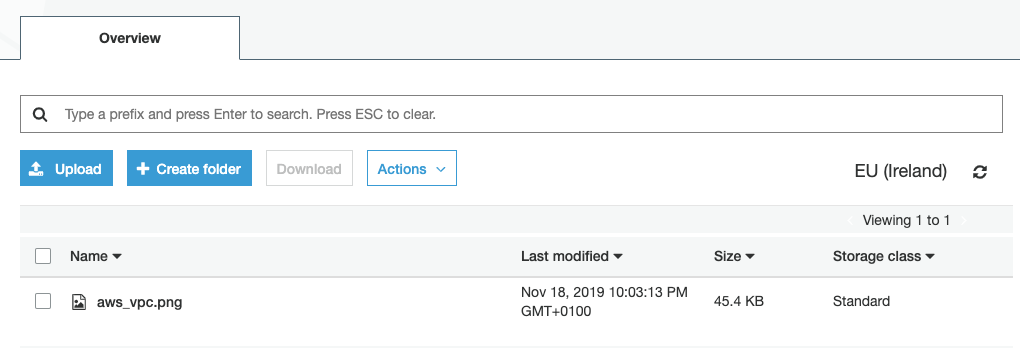 Overview
Type a prefix and press Enter to search. Press ESC to clear.
Upload Create folder Download Actions EU (Ireland)
Viewing 1 to 1
Name Last modified Size Storage class
aws_vpc.png Nov 18, 2019 10:03:13 PM 45.4 KB Standard
GMT+0100